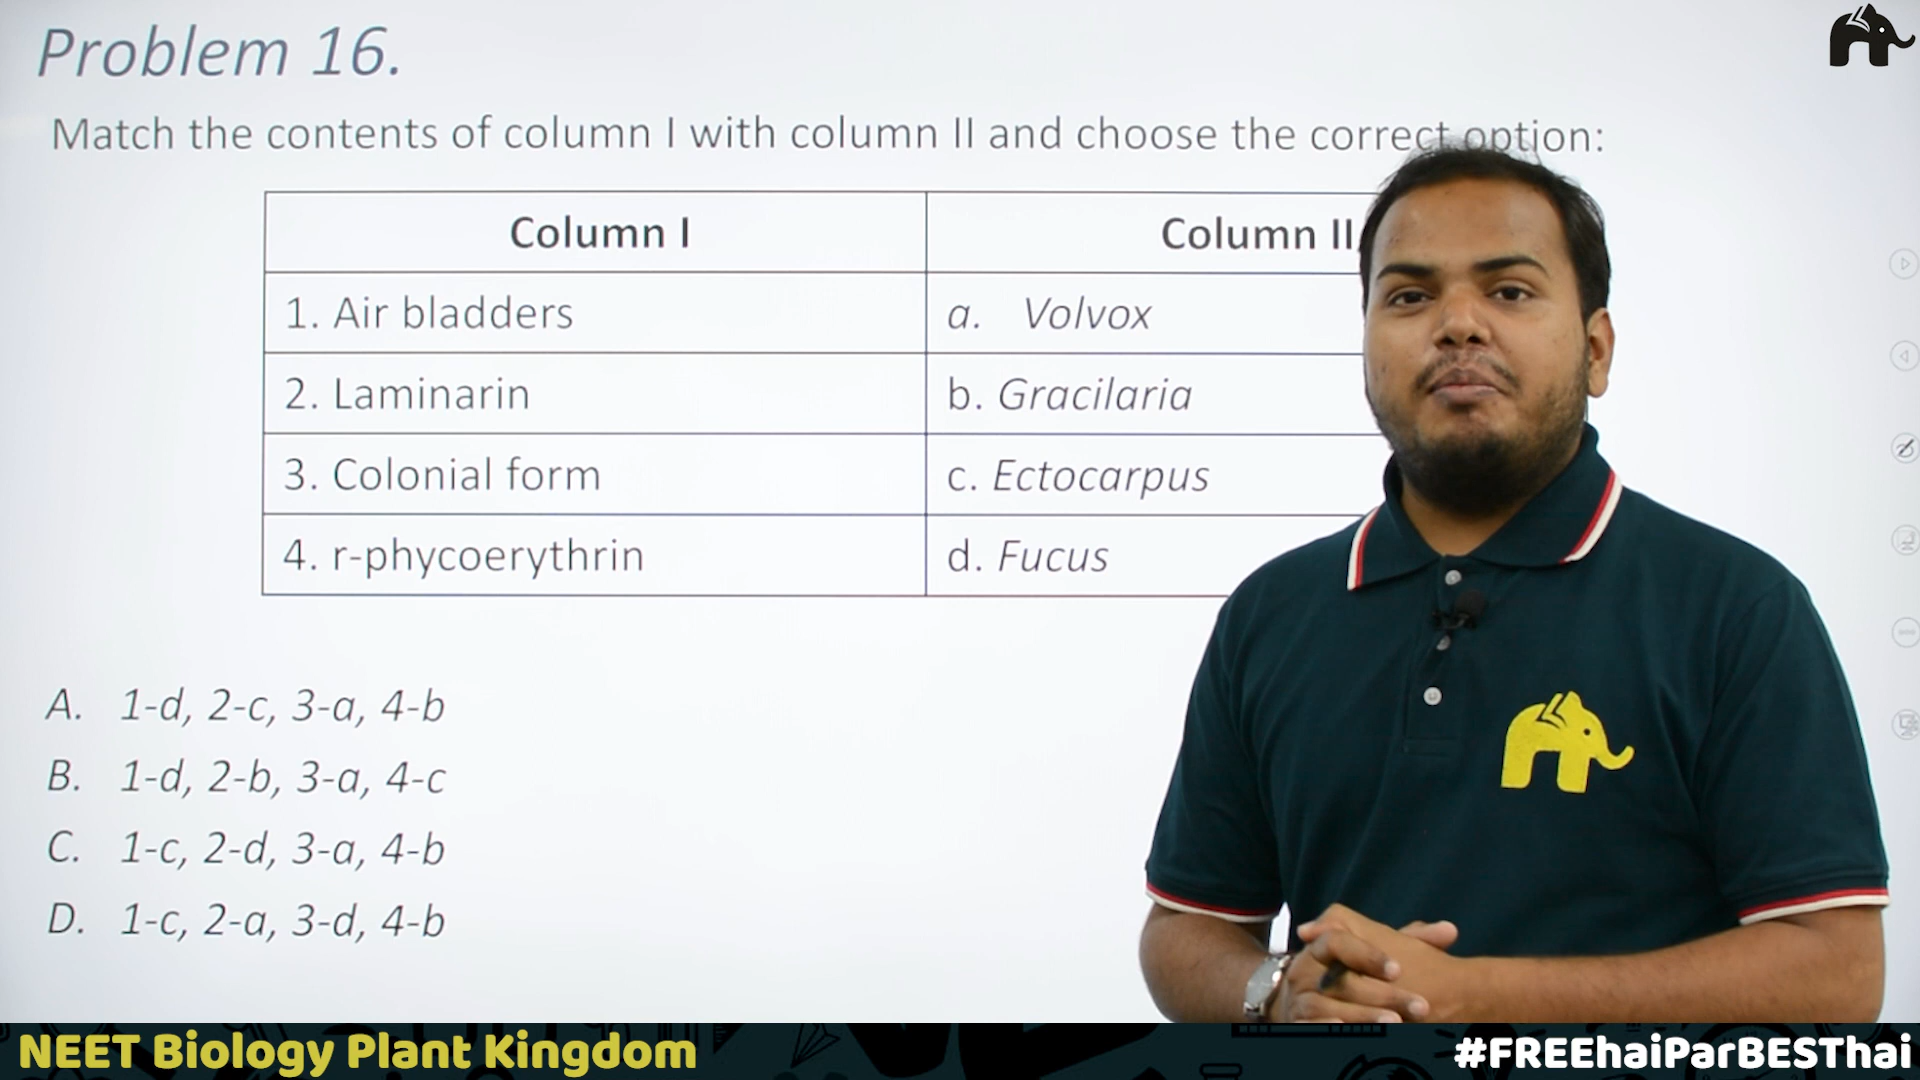 Problem 16.
Match the contents of column I with column II and choose the correct option:
Column I
Column II
1. Air bladders
a. Volvox
2. Laminarin
b. Gracilaria
3. Colonial form
c. Ectocarpus
4. r-phycoerythrin
d. Fucus
A. 1-d, 2-c, 3-a, 4-b
B. 1-d, 2-b, 3-a, 4-c
C. 1-c, 2-d, 3-a, 4-b
D. 1-c, 2-a, 3-d, 4-b
NEET Biology Plant Kingdom
#FREEhaiParBESThai